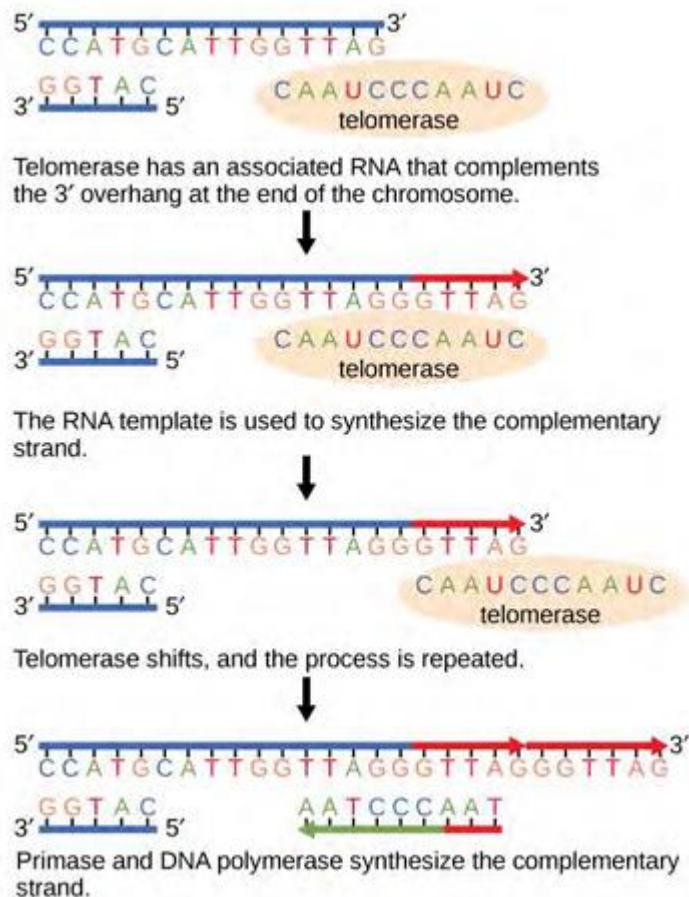 5′ 3′
CCATGCATTGGTTAG
GGTAC CAAUCCCAAUC
3′ 5′ telomerase
Telomerase has an associated RNA that complements
the 3′ overhang at the end of the chromosome.
5′ 3′
CCATGCATTGGTTAGGGTTAG
GGTAC CAAUCCCAAUC
3′ 5′ telomerase
The RNA template is used to synthesize the complementary
strand.
5′ 3′
CCATGCATTGGTTAGGGTTAG
GGTAC CAAUCCCAAUC
3′ 5′ telomerase
Telomerase shifts, and the process is repeated.
5′ 3′
CCATGCATTGGTTAGGGTTAGGGTTAG
GGTAC AATCCCAAT
3′ 5′
Primase and DNA polymerase synthesize the complementary
strand.